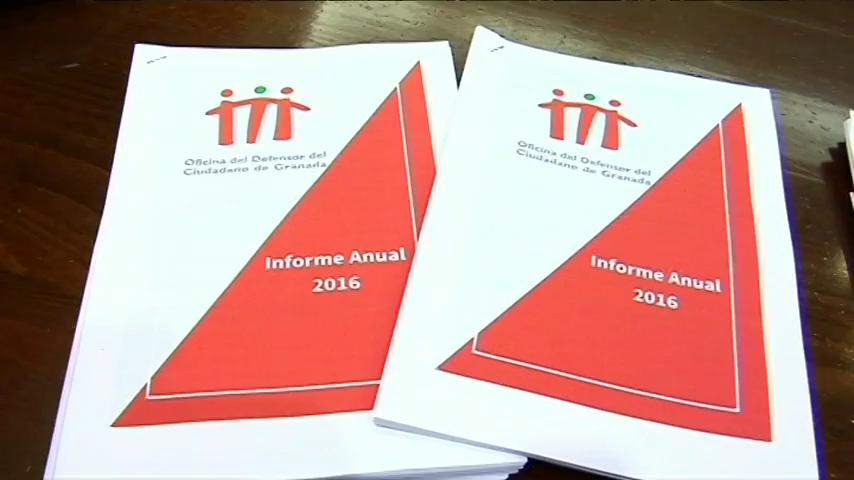 Oficina del Defensor del
Ciudadano de Granada
Informe Anual
2016
Oficina del Defensor del
Ciudadano de Granada
Informe Anual
2016